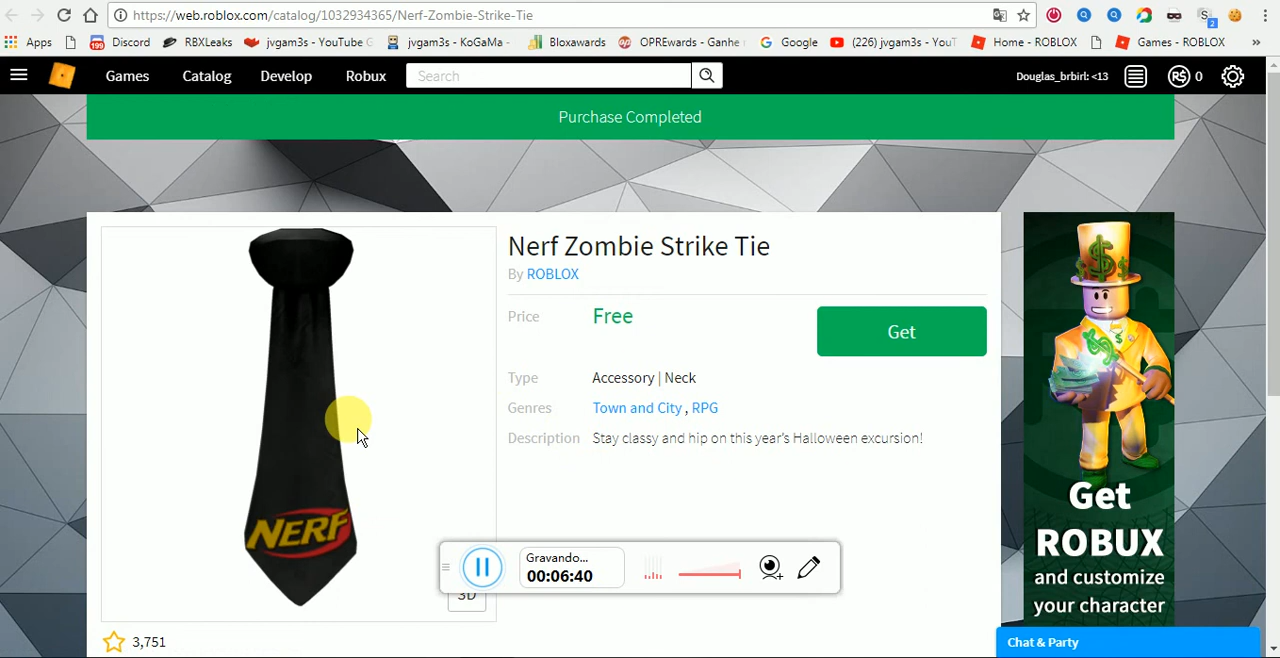 https://web.roblox.com/catalog/1032934365/Nerf-Zombie-Strike-Tie
2
Apps 199 Discord RBXLeaks jvgam3s - YouTube G jvgam3s - KoGaMa - Bloxawards OPREwards - Ganhe Google (226) jvgam3s - YouT Home - ROBLOX Games - ROBLOX »
Games Catalog Develop Robux Search Douglas_brbirl: <13 R$ 0
Purchase Completed
Nerf Zombie Strike Tie
By ROBLOX
Price Free Get
Type Accessory | Neck
Genres Town and City , RPG
Description Stay classy and hip on this year's Halloween excursion!
NERF
Gravando...
00:06:40
3D
3,751
Get
ROBUX
and customize
your character
Chat & Party